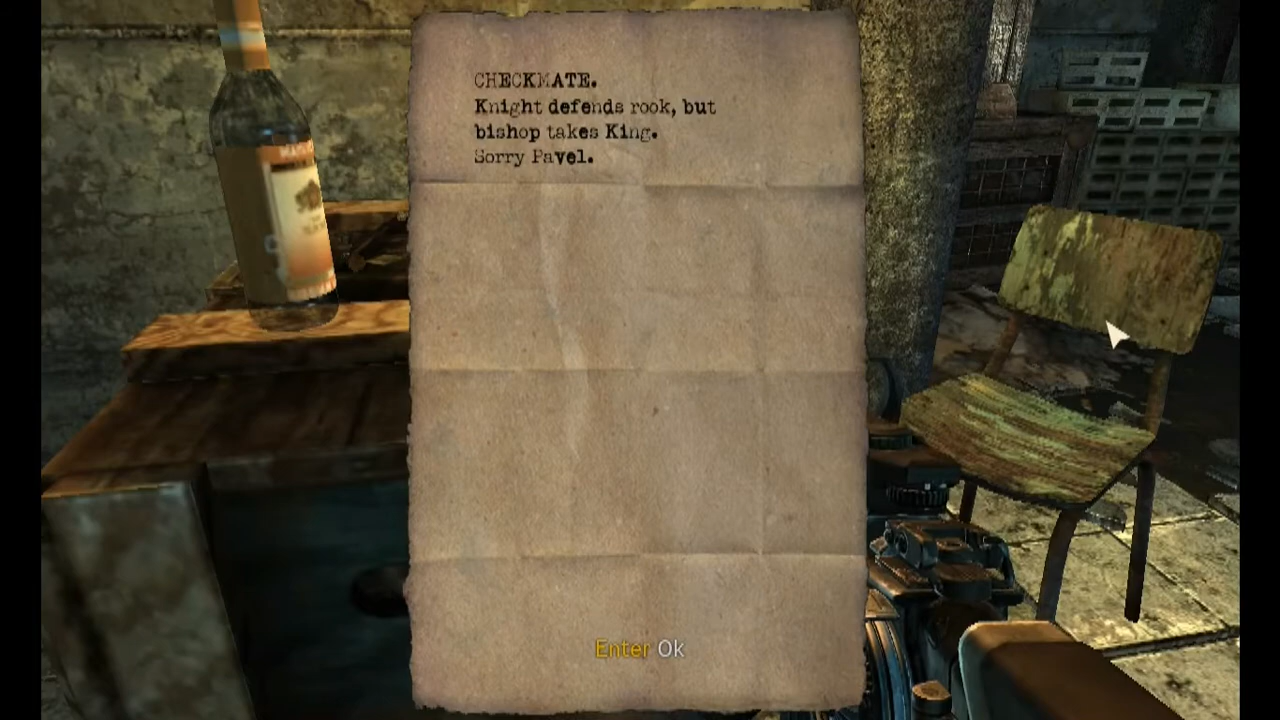 CHECKMATE.
Knight defends rook, but
bishop takes King.
Sorry Pavel.
Enter Ok